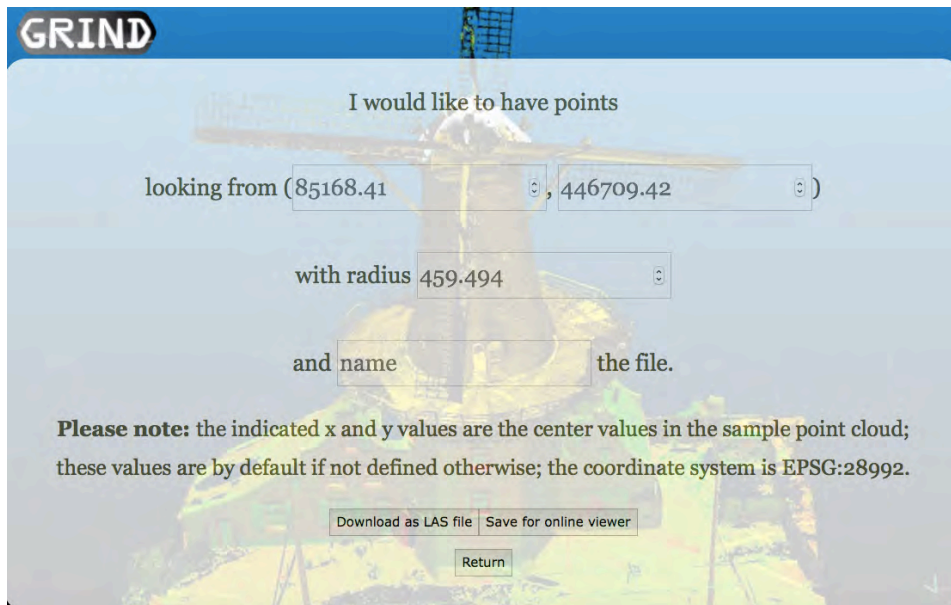 GRIND
I would like to have points
looking from (85168.41 , 446709.42 )
with radius 459.494
and name the file.
Please note: the indicated x and y values are the center values in the sample point cloud;
these values are by default if not defined otherwise; the coordinate system is EPSG:28992.
Download as LAS file Save for online viewer
Return